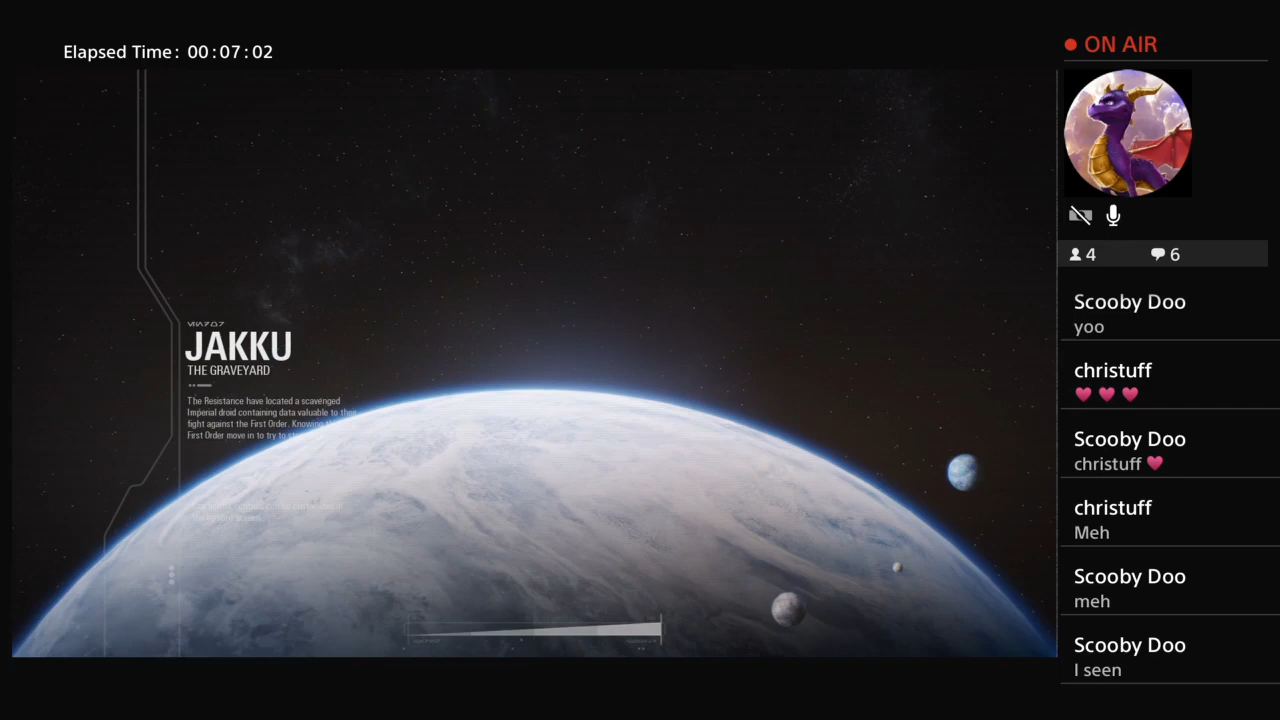 Elapsed Time: 00:07:02
ON AIR
4
6
JAKKU
THE GRAVEYARD
The Resistance have located a scavenged
Imperial droid containing data valuable to their
fight against the First Order. Knowing
First Order move in to try to
Scooby Doo
yoo
christuff
💗 💗 💗
Scooby Doo
christuff 💗
christuff
Meh
Scooby Doo
meh
Scooby Doo
I seen